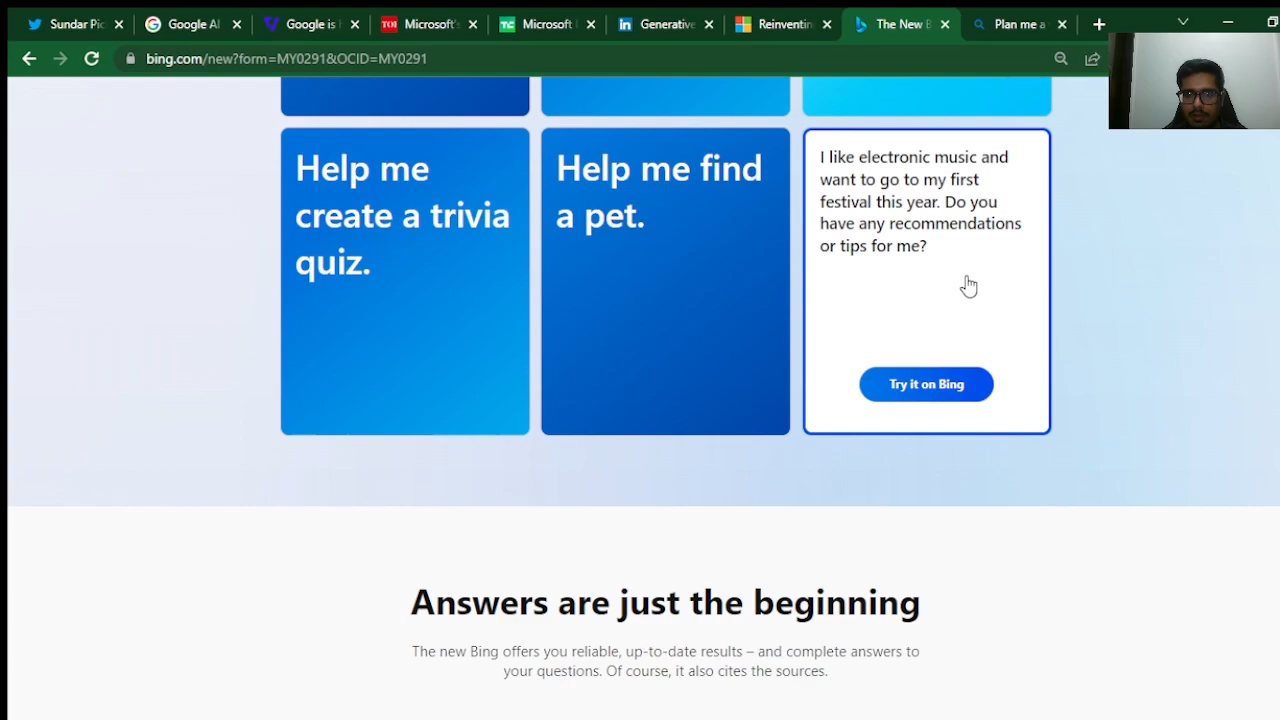 Sundar Pic
Google AI
Google is
TOI Microsoft's
TC Microsoft
in Generative
Reinventin
The New B
Plan me a
bing.com/new?form=MY0291&OCID=MY0291
Help me
create a trivia
quiz.
Help me find
a pet.
I like electronic music and
want to go to my first
festival this year. Do you
have any recommendations
or tips for me?
Try it on Bing
Answers are just the beginning
The new Bing offers you reliable, up-to-date results – and complete answers to
your questions. Of course, it also cites the sources.